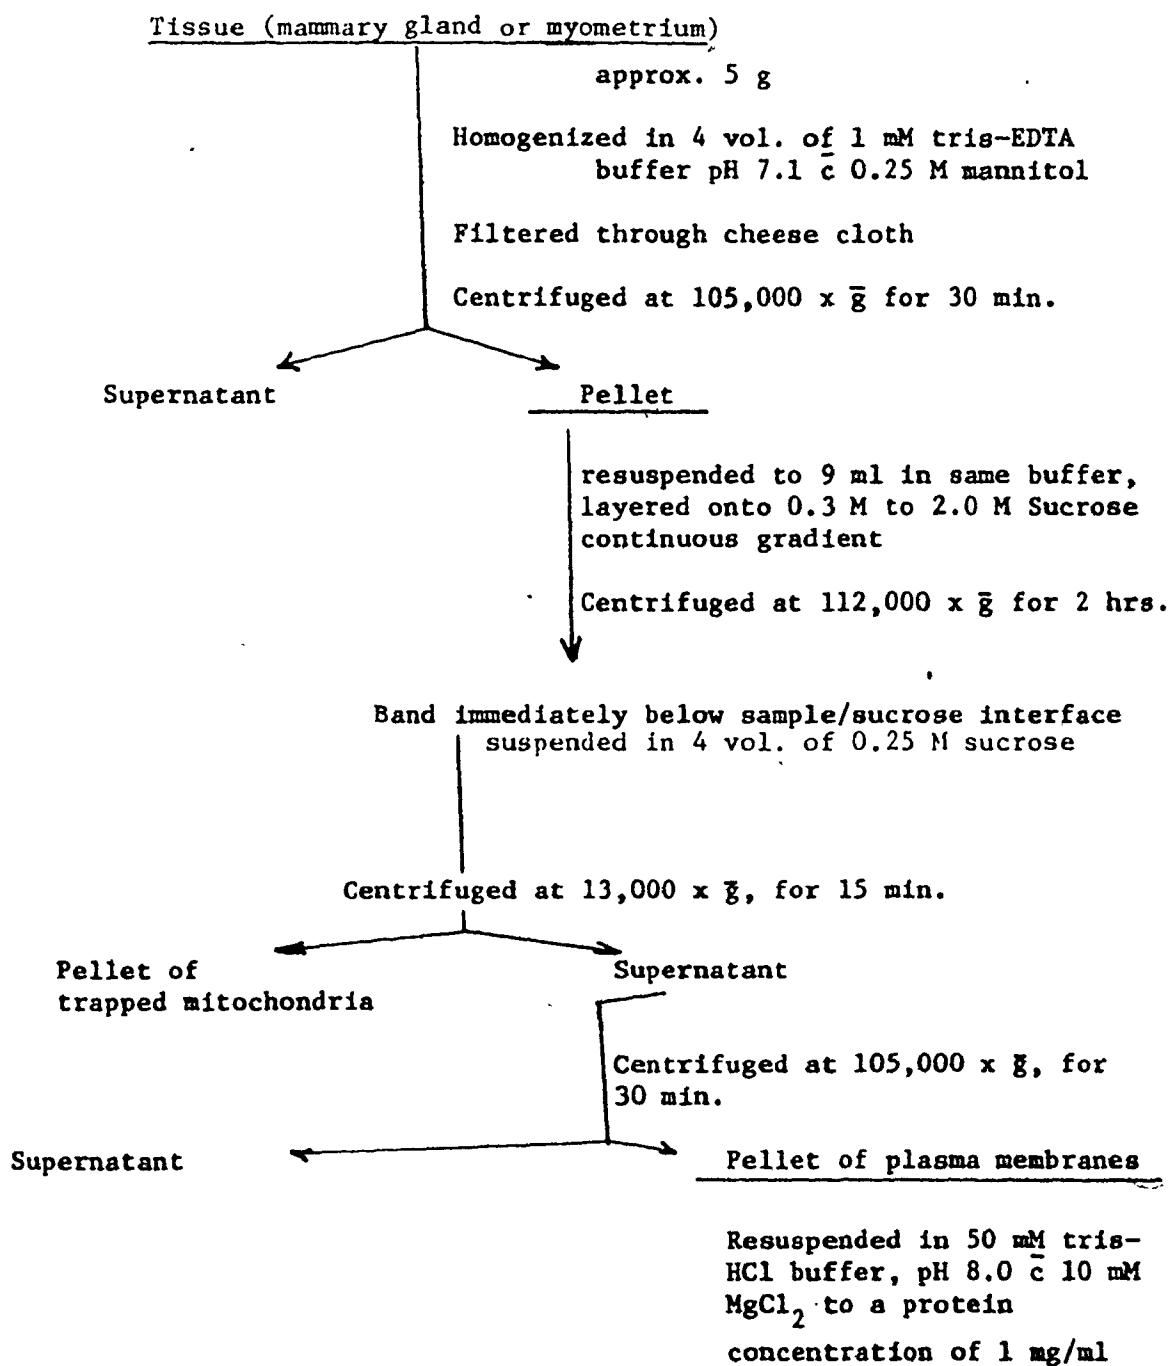 Tissue (mammary gland or myometrium)
approx. 5 g
Homogenized in 4 vol. of 1 mM tris-EDTA
buffer pH 7.1 c̄ 0.25 M mannitol
Filtered through cheese cloth
Centrifuged at 105,000 x g̅ for 30 min.
Supernatant
Pellet
resuspended to 9 ml in same buffer,
layered onto 0.3 M to 2.0 M Sucrose
continuous gradient
Centrifuged at 112,000 x g̅ for 2 hrs.
Band immediately below sample/sucrose interface
suspended in 4 vol. of 0.25 M sucrose
Centrifuged at 13,000 x g̅, for 15 min.
Pellet of
trapped mitochondria
Supernatant
Centrifuged at 105,000 x g̅, for
30 min.
Supernatant
Pellet of plasma membranes
Resuspended in 50 mM tris-
HCl buffer, pH 8.0 c̄ 10 mM
MgCl₂ to a protein
concentration of 1 mg/ml